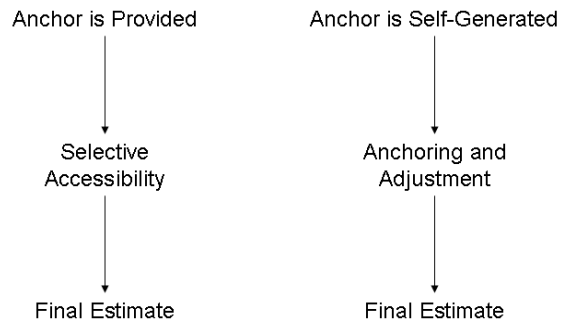 Anchor is Provided
Anchor is Self-Generated
Selective
Accessibility
Anchoring and
Adjustment
Final Estimate
Final Estimate